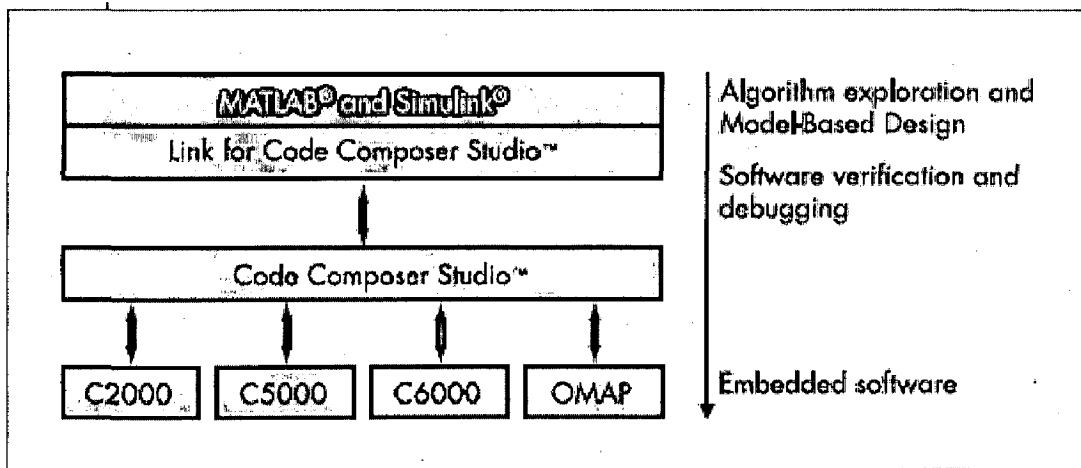 MATLAB® and Simulink®
Link for Code Composer Studio™
Code Composer Studio™
C2000 C5000 C6000 OMAP
Algorithm exploration and
Model-Based Design
Software verification and
debugging
Embedded software